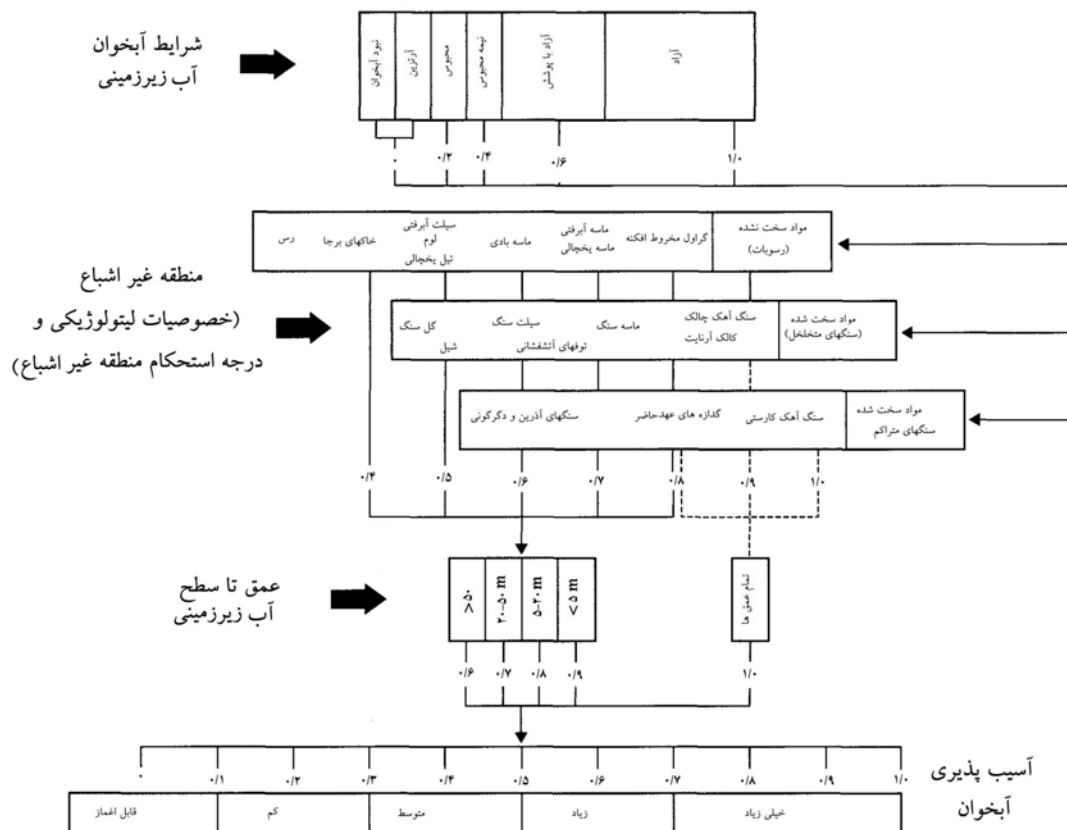 شرایط آبخوان
آب زیرزمینی
نبود آبخوان
آرتزین
محبوس
نیمه محبوس
آزاد با پوشش
آزاد
۰
۰/۲
۰/۴
۰/۶
۱/۰
منطقه غیر اشباع
(خصوصیات لیتولوژیکی و
درجه استحکام منطقه غیر اشباع)
مواد سخت نشده
(رسوبات)
گراول مخروط افکنه
ماسه آبرفتی
ماسه یخچالی
ماسه بادی
سیلت آبرفتی
لوم
تیل یخچالی
خاکهای برجا
رس
مواد سخت شده
(سنگهای متخلخل)
سنگ آهک چالک
کالک آرنایت
ماسه سنگ
سیلت سنگ
توفهای آتشفشانی
گل سنگ
شیل
مواد سخت شده
سنگهای متراکم
سنگ آهک کارستی
گدازه های عهدحاضر
سنگهای آذرین و دگرگونی
۰/۴
۰/۵
۰/۶
۰/۷
۰/۸
۰/۹
۱/۰
عمق تا سطح
آب زیرزمینی
>۵۰
۲۰-۵۰ m
۵-۲۰ m
<۵ m
تمام عمق ها
۰/۶
۰/۷
۰/۸
۰/۹
۱/۰
آسیب پذیری
آبخوان
۰
۰/۱
۰/۲
۰/۳
۰/۴
۰/۵
۰/۶
۰/۷
۰/۸
۰/۹
۱/۰
قابل اغماز
کم
متوسط
زیاد
خیلی زیاد